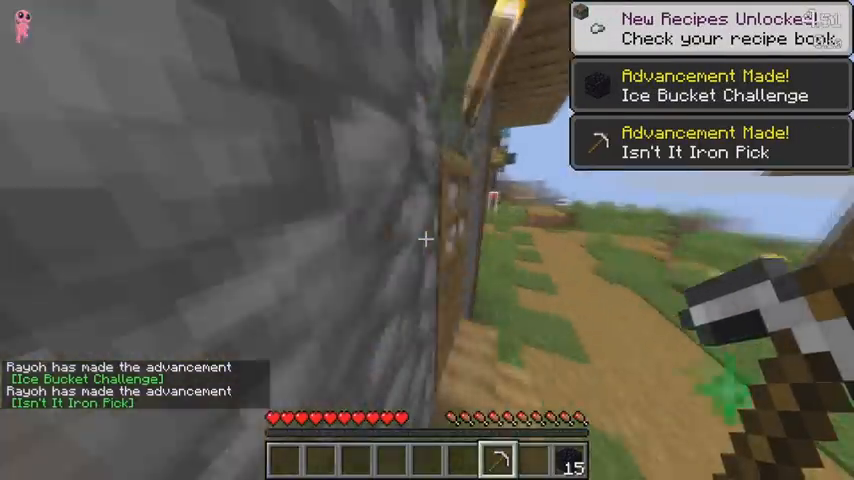 New Recipes Unlocked!
Check your recipe book
Advancement Made!
Ice Bucket Challenge
Advancement Made!
Isn't It Iron Pick
Rayoh has made the advancement
[Ice Bucket Challenge]
Rayoh has made the advancement
[Isn't It Iron Pick]
15